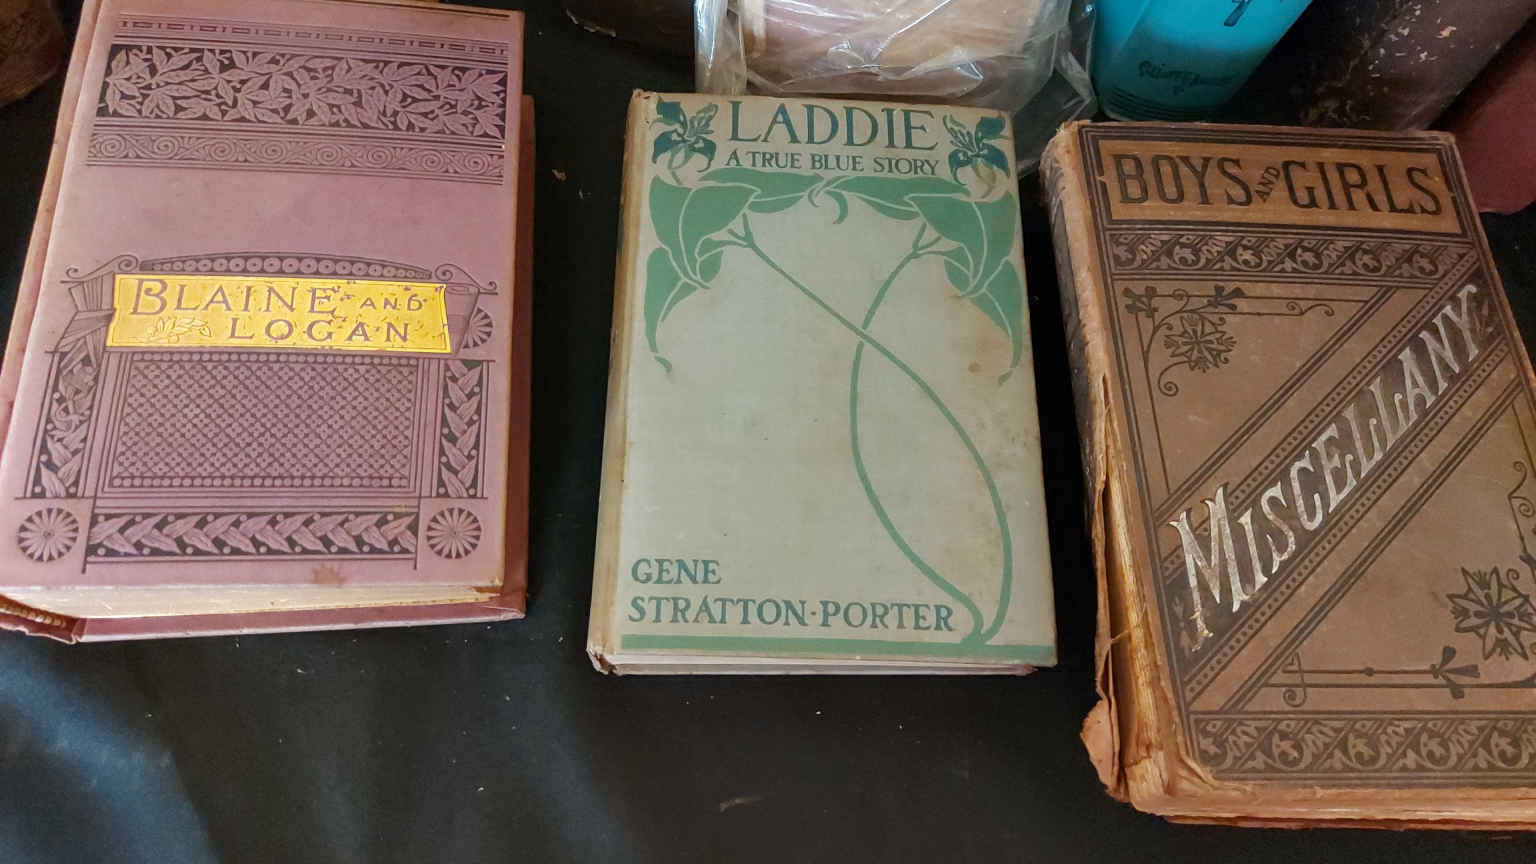 BLAINE AND
LOGAN
LADDIE
A TRUE BLUE STORY
GENE
STRATTON-PORTER
BOYS AND GIRLS
MISCELLANY